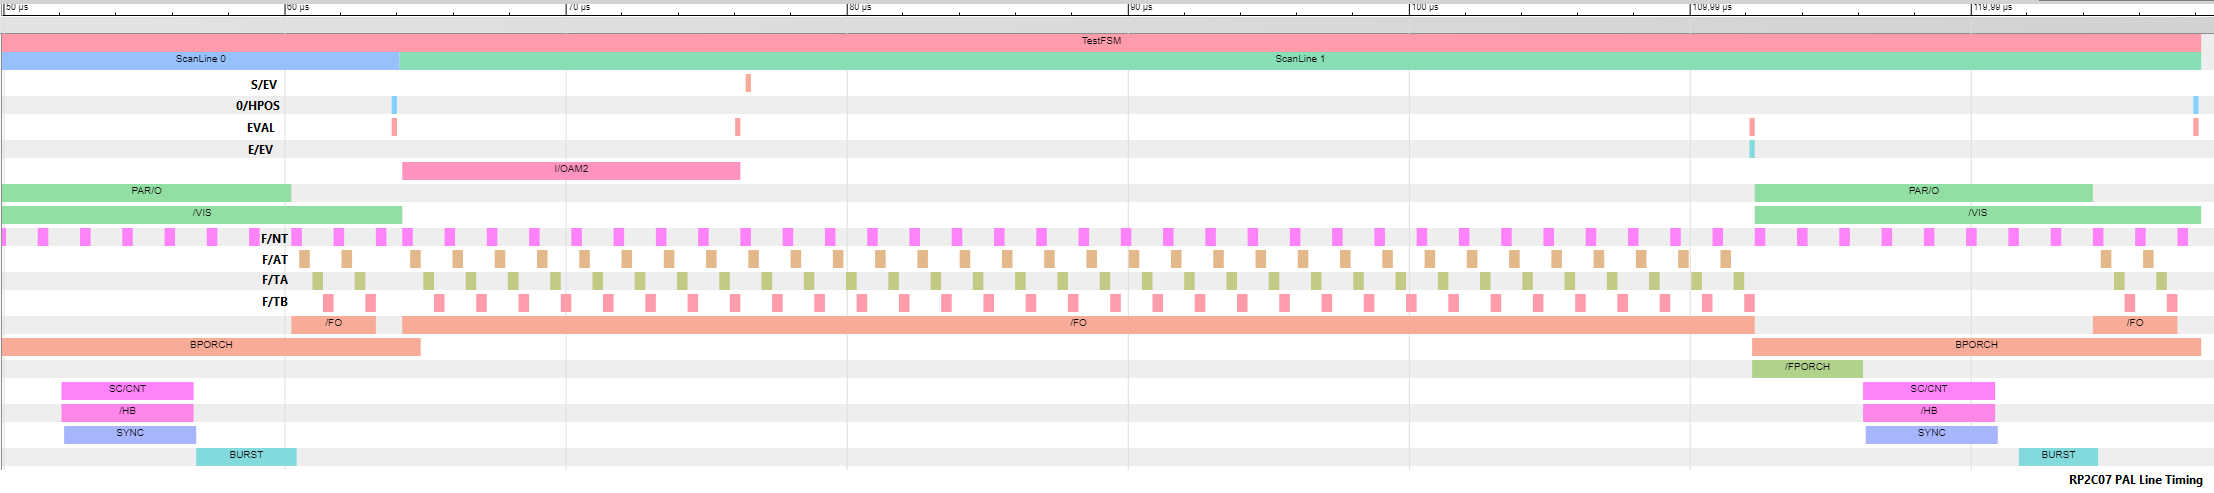 50 µs 60 µs 70 µs 80 µs 90 µs 100 µs 109,99 µs 119,99 µs
TestFSM
ScanLine 0 ScanLine 1
S/EV
0/HPOS
EVAL
E/EV
I/OAM2
PAR/O PAR/O
/VIS /VIS
F/NT
F/AT
F/TA
F/TB
/FO /FO /FO
BPORCH BPORCH
/FPORCH
SC/CNT SC/CNT
/HB /HB
SYNC SYNC
BURST BURST
RP2C07 PAL Line Timing